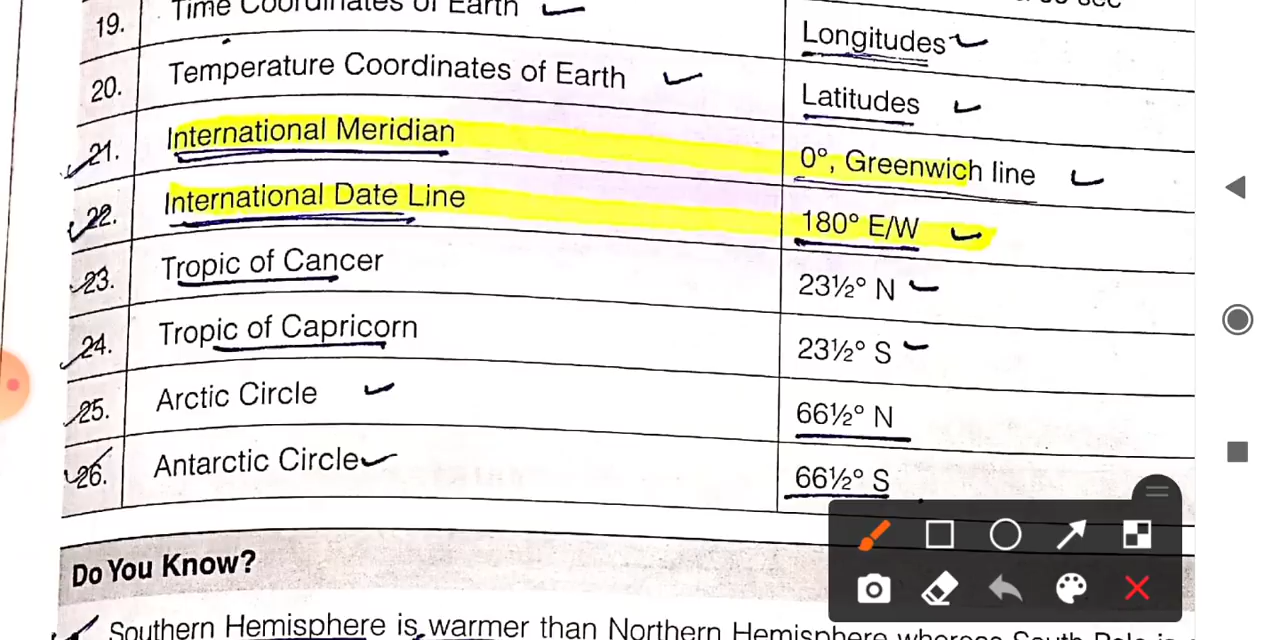 19. Time Coordinates of Earth Longitudes
20. Temperature Coordinates of Earth Latitudes
21. International Meridian 0°, Greenwich line
22. International Date Line 180° E/W
23. Tropic of Cancer 23½° N
24. Tropic of Capricorn 23½° S
25. Arctic Circle 66½° N
26. Antarctic Circle 66½° S
Do You Know?
Southern Hemisphere is warmer than Northern Hemisphere whereas South Pole is